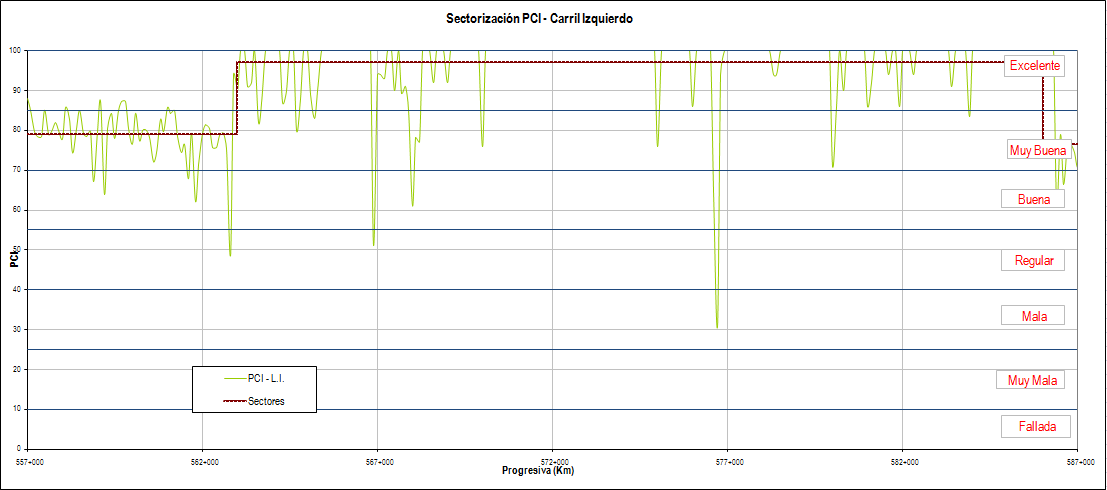 Sectorización PCI - Carril Izquierdo
100
90
80
70
60
50
40
30
20
10
0
PCI
Excelente
Muy Buena
Buena
Regular
Mala
Muy Mala
Fallada
PCI - L.I.
Sectores
557+000 562+000 567+000 572+000 577+000 582+000 587+000
Progresiva (Km)